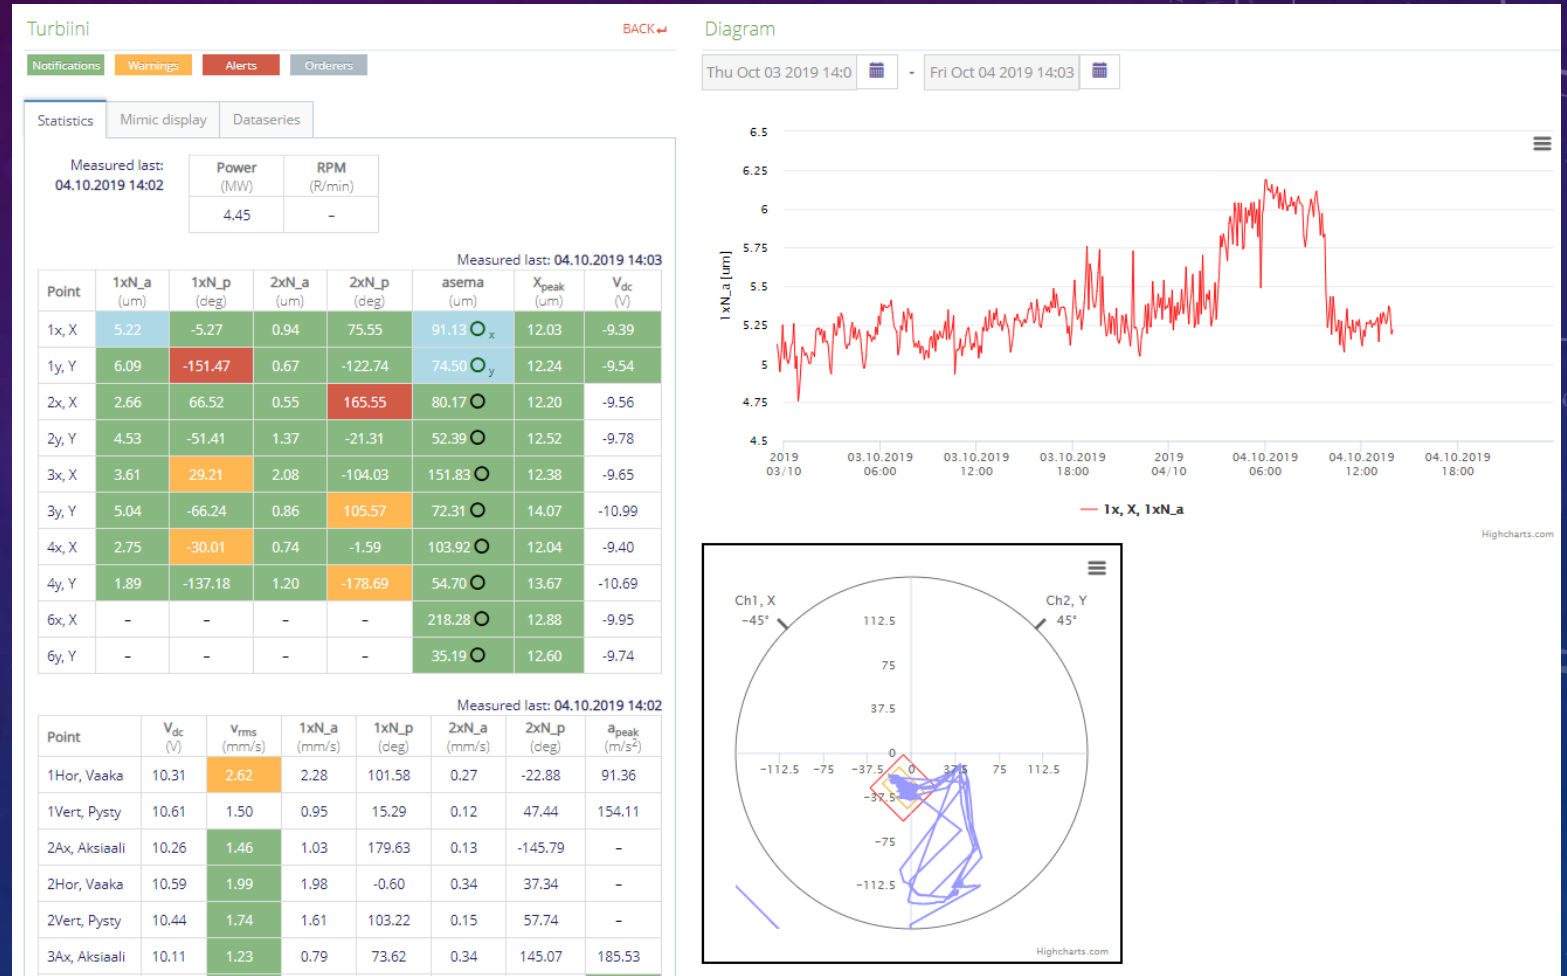 Turbiini
BACK
Notifications Warnings Alerts Orderers
Statistics Mimic display Dataseries
Measured last:
04.10.2019 14:02
Power RPM
(MW) (R/min)
4.45 –
Measured last: 04.10.2019 14:03
Point 1xN_a 1xN_p 2xN_a 2xN_p asema Xpeak Vdc
(um) (deg) (um) (deg) (um) (um) (V)
1x, X 5.22 -5.27 0.94 75.55 91.13 x 12.03 -9.39
1y, Y 6.09 -151.47 0.67 -122.74 74.50 y 12.24 -9.54
2x, X 2.66 66.52 0.55 165.55 80.17 12.20 -9.56
2y, Y 4.53 -51.41 1.37 -21.31 52.39 12.52 -9.78
3x, X 3.61 29.21 2.08 -104.03 151.83 12.38 -9.65
3y, Y 5.04 -66.24 0.86 105.57 72.31 14.07 -10.99
4x, X 2.75 -30.01 0.74 -1.59 103.92 12.04 -9.40
4y, Y 1.89 -137.18 1.20 -178.69 54.70 13.67 -10.69
6x, X – – – – 218.28 12.88 -9.95
6y, Y – – – – 35.19 12.60 -9.74
Measured last: 04.10.2019 14:02
Point Vdc vrms 1xN_a 1xN_p 2xN_a 2xN_p apeak
(V) (mm/s) (mm/s) (deg) (mm/s) (deg) (m/s²)
1Hor, Vaaka 10.31 2.62 2.28 101.58 0.27 -22.88 91.36
1Vert, Pysty 10.61 1.50 0.95 15.29 0.12 47.44 154.11
2Ax, Aksiaali 10.26 1.46 1.03 179.63 0.13 -145.79 –
2Hor, Vaaka 10.59 1.99 1.98 -0.60 0.34 37.34 –
2Vert, Pysty 10.44 1.74 1.61 103.22 0.15 57.74 –
3Ax, Aksiaali 10.11 1.23 0.79 73.62 0.34 145.07 185.53
Diagram
Thu Oct 03 2019 14:0 - Fri Oct 04 2019 14:03
6.5
6.25
6
5.75
5.5
5.25
5
4.75
4.5
1xN_a [um]
2019 03.10.2019 03.10.2019 03.10.2019 2019 04.10.2019 04.10.2019 04.10.2019
03/10 06:00 12:00 18:00 04/10 06:00 12:00 18:00
1x, X, 1xN_a
Highcharts.com
Ch1, X Ch2, Y
-45° 45°
112.5
75
37.5
0
-112.5 -75 -37.5 0 37.5 75 112.5
-37.5
-75
-112.5
Highcharts.com